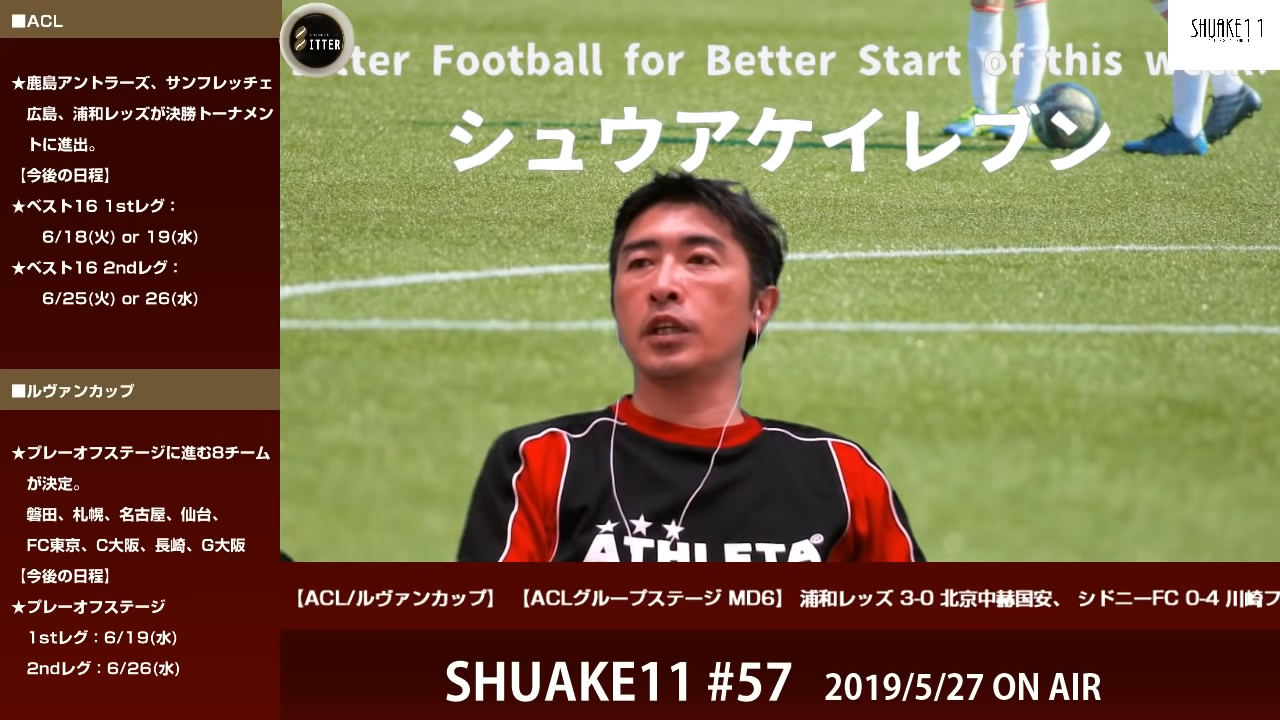 ■ACL
★鹿島アントラーズ、サンフレッチェ
広島、浦和レッズが決勝トーナメン
トに進出。
【今後の日程】
★ベスト16 1stレグ：
6/18(火) or 19(水)
★ベスト16 2ndレグ：
6/25(火) or 26(水)
■ルヴァンカップ
★プレーオフステージに進む8チーム
が決定。
磐田、札幌、名古屋、仙台、
FC東京、C大阪、長崎、G大阪
【今後の日程】
★プレーオフステージ
1stレグ：6/19(水)
2ndレグ：6/26(水)
Football for Better Start of this
シュウアケイレブン
SHUAKE11
ATHLETA
【ACL/ルヴァンカップ】 【ACLグループステージ MD6】 浦和レッズ 3-0 北京中赫国安、 シドニーFC 0-4 川崎フ
SHUAKE11 #57 2019/5/27 ON AIR